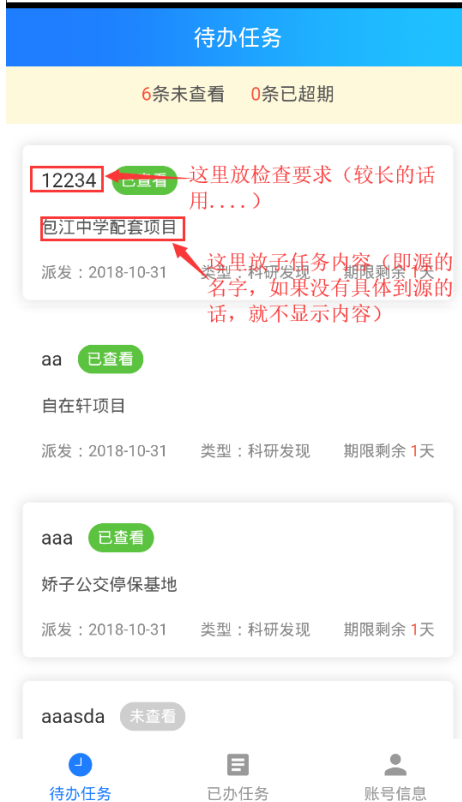 待办任务
6条未查看 0条已超期
12234 已查看 这里放检查要求（较长的话
用....）
包江中学配套项目
这里放子任务内容（即源的
派发：2018-10-31 类型：科研发现 期限剩余 1天
名字，如果没有具体到源的
话，就不显示内容）
aa 已查看
自在轩项目
派发：2018-10-31 类型：科研发现 期限剩余 1天
aaa 已查看
娇子公交停保基地
派发：2018-10-31 类型：科研发现 期限剩余 1天
aaasda 未查看
待办任务 已办任务 账号信息